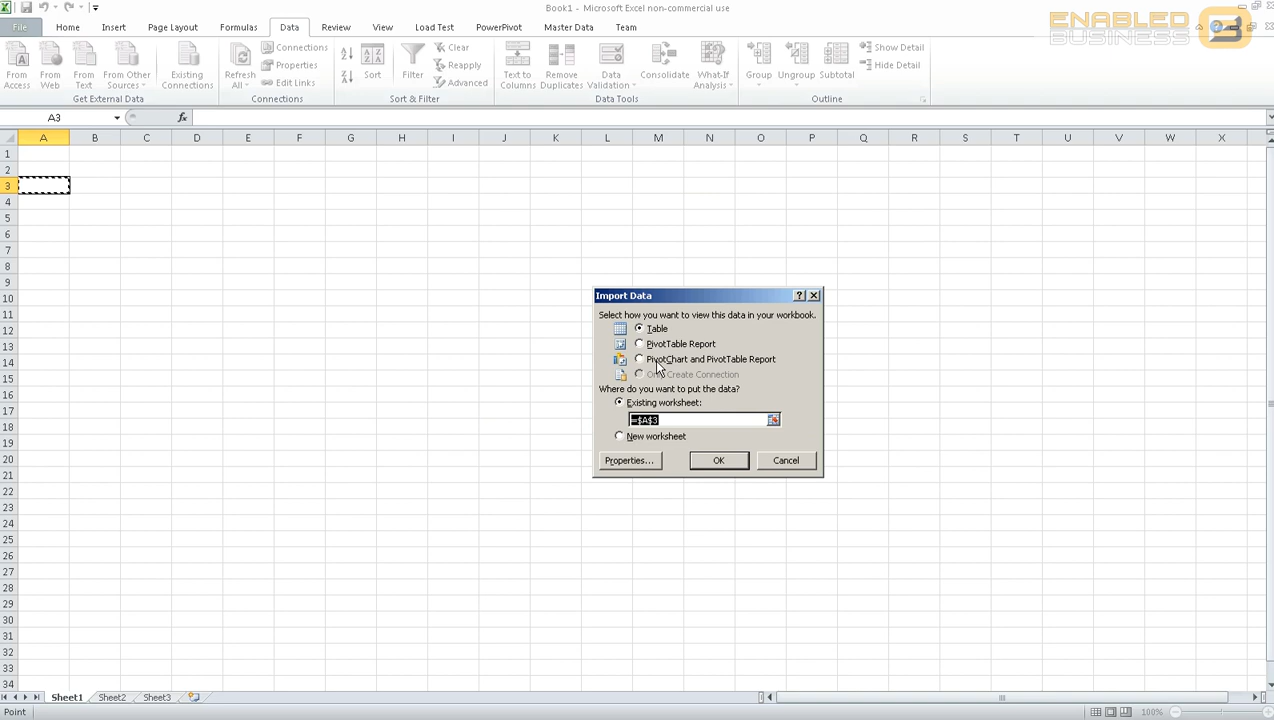 Book1 - Microsoft Excel non-commercial use
ENABLED
BUSINESS
File Home Insert Page Layout Formulas Data Review View Load Test PowerPivot Master Data Team
From Access
From Web
From Text
From Other Sources
Existing Connections
Get External Data
Refresh All
Connections
Properties
Edit Links
Connections
Sort
Filter
Clear
Reapply
Advanced
Sort & Filter
Text to Columns
Remove Duplicates
Data Validation
Consolidate
What-If Analysis
Data Tools
Group
Ungroup
Subtotal
Show Detail
Hide Detail
Outline
A3 fx
A B C D E F G H I J K L M N O P Q R S T U V W X
1
2
3
4
5
6
7
8
9
10
11
12
13
14
15
16
17
18
19
20
21
22
23
24
25
26
27
28
29
30
31
32
33
34
Import Data
Select how you want to view this data in your workbook.
Table
PivotTable Report
PivotChart and PivotTable Report
Only Create Connection
Where do you want to put the data?
Existing worksheet:
=$A$3
New worksheet
Properties... OK Cancel
Sheet1 Sheet2 Sheet3
Point 100%